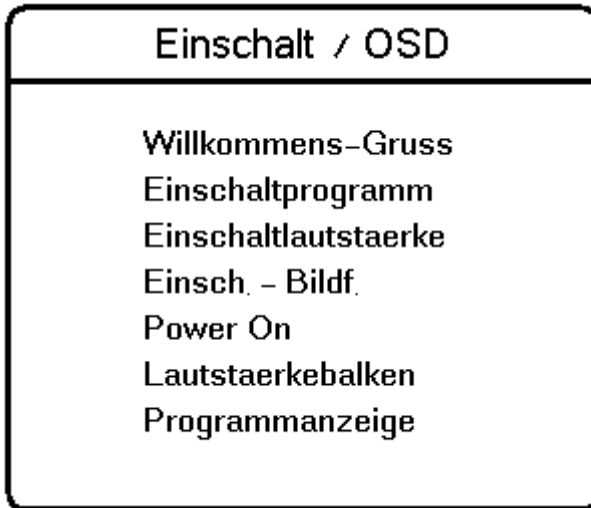 Einschalt / OSD
Willkommens-Gruss
Einschaltprogramm
Einschaltlautstaerke
Einsch. - Bildf.
Power On
Lautstaerkebalken
Programmanzeige